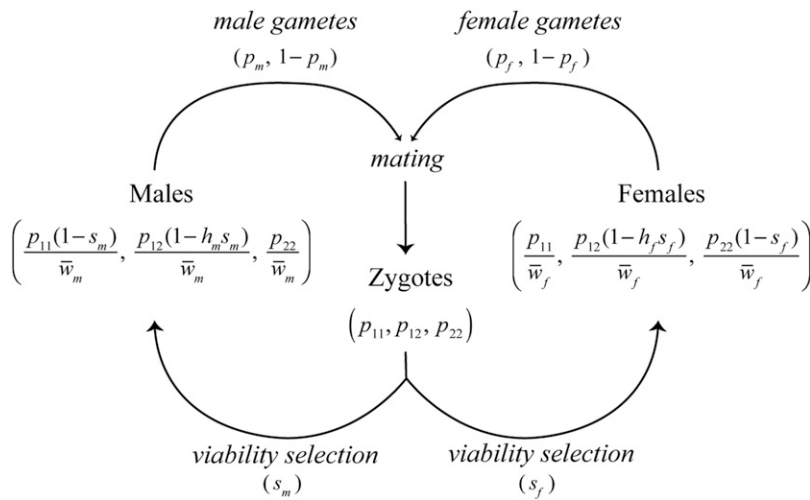 male gametes
(p_m, 1−p_m)
female gametes
(p_f, 1−p_f)
mating
Males
(p_11(1−s_m)/w̄_m, p_12(1−h_m s_m)/w̄_m, p_22/w̄_m)
Females
(p_11/w̄_f, p_12(1−h_f s_f)/w̄_f, p_22(1−s_f)/w̄_f)
Zygotes
(p_11, p_12, p_22)
viability selection
(s_m)
viability selection
(s_f)